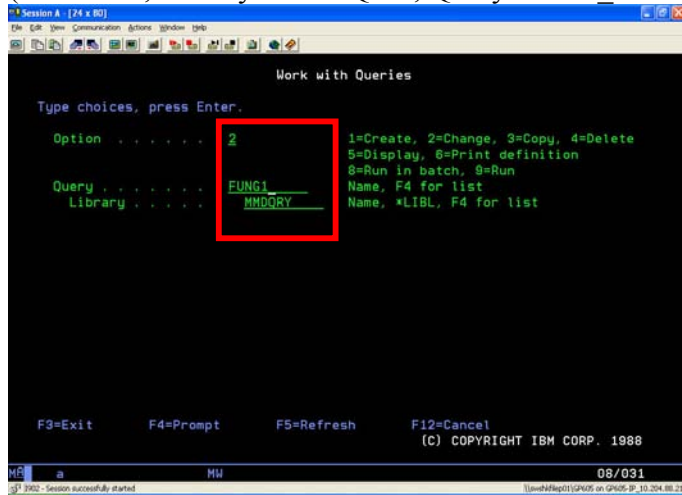 Session A - [24 x 80]
File Edit View Communication Actions Window Help
Work with Queries
Type choices, press Enter.
Option . . . . . . 2 1=Create, 2=Change, 3=Copy, 4=Delete
5=Display, 6=Print definition
8=Run in batch, 9=Run
Query . . . . . . . FUNG1 Name, F4 for list
Library . . . . . MMDQRY Name, *LIBL, F4 for list
F3=Exit F4=Prompt F5=Refresh F12=Cancel
(C) COPYRIGHT IBM CORP. 1988
MA a MW 08/031
I902 - Session successfully started